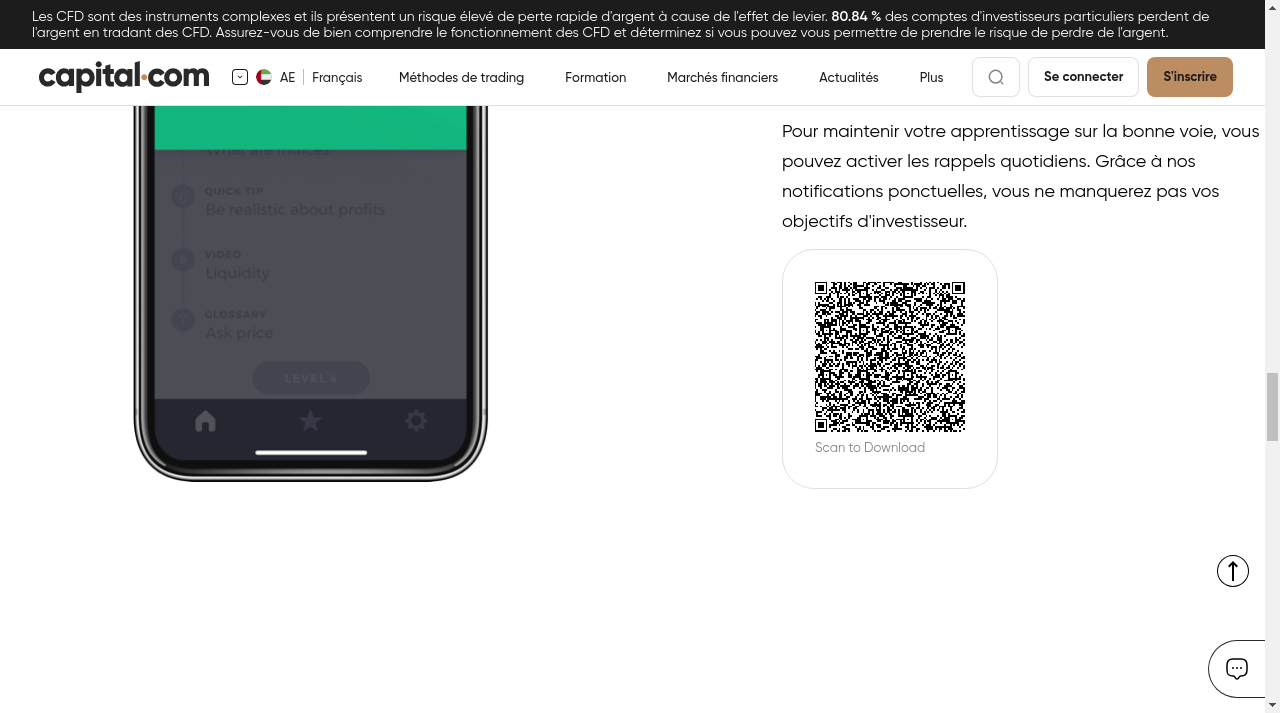 Les CFD sont des instruments complexes et ils présentent un risque élevé de perte rapide d'argent à cause de l'effet de levier. 80.84 % des comptes d'investisseurs particuliers perdent de
l'argent en tradant des CFD. Assurez-vous de bien comprendre le fonctionnement des CFD et déterminez si vous pouvez vous permettre de prendre le risque de perdre de l'argent.
capital.com AE Français Méthodes de trading Formation Marchés financiers Actualités Plus Se connecter S'inscrire
What are indices?
QUICK TIP
Be realistic about profits
VIDEO
Liquidity
GLOSSARY
Ask price
LEVEL 4
Pour maintenir votre apprentissage sur la bonne voie, vous
pouvez activer les rappels quotidiens. Grâce à nos
notifications ponctuelles, vous ne manquerez pas vos
objectifs d'investisseur.
Scan to Download